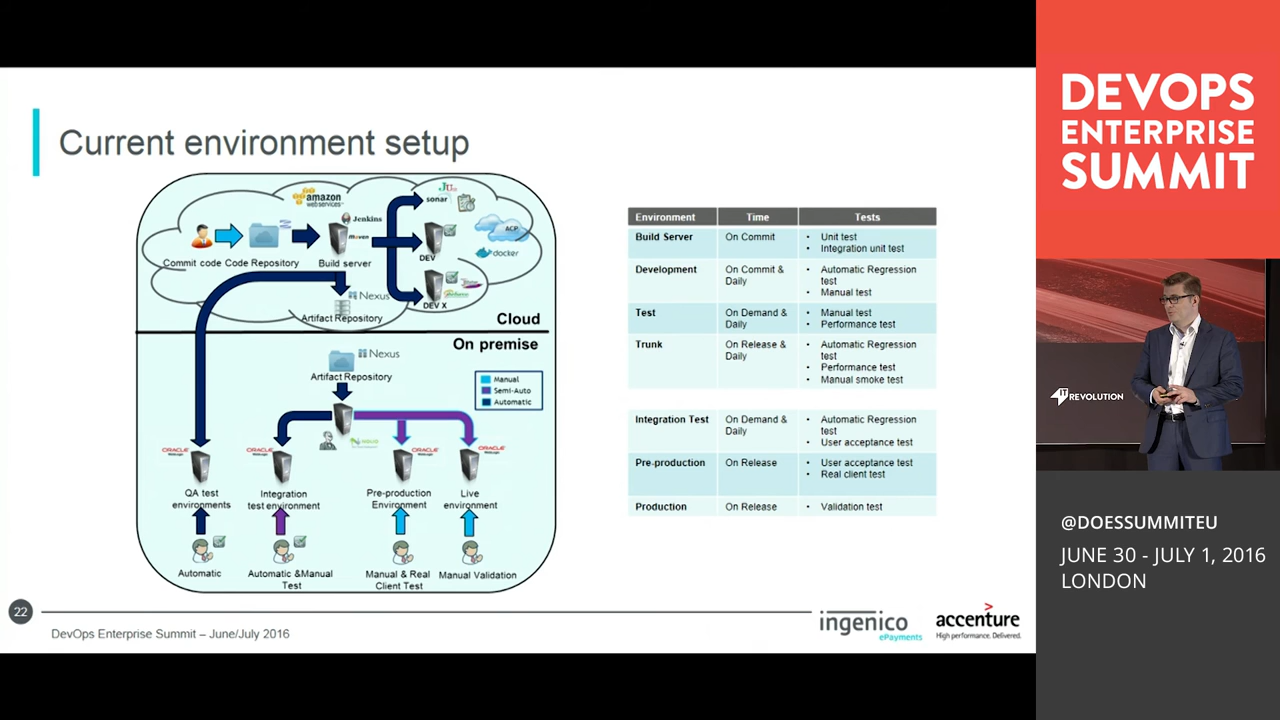 Current environment setup
amazon
web services
JU
sonar
Jenkins
maven
ACP
docker
DEV
Commit code
Code Repository
Build server
Nexus
DEV X
Artifact Repository
Cloud
On premise
Nexus
Artifact Repository
Manual
Semi-Auto
Automatic
ORACLE
ORACLE
ORACLE
ORACLE
QA test
environments
Integration
test environment
Pre-production
Environment
Live
environment
Automatic
Automatic &Manual
Test
Manual & Real
Client Test
Manual Validation
Environment Time Tests
Build Server On Commit • Unit test
• Integration unit test
Development On Commit & • Automatic Regression
Daily test
• Manual test
Test On Demand & • Manual test
Daily • Performance test
Trunk On Release & • Automatic Regression
Daily test
• Performance test
• Manual smoke test
Integration Test On Demand & • Automatic Regression
Daily test
• User acceptance test
Pre-production On Release • User acceptance test
• Real client test
Production On Release • Validation test
22
DevOps Enterprise Summit – June/July 2016
ingenico
ePayments
accenture
High performance. Delivered.
DEVOPS
ENTERPRISE
SUMMIT
IT REVOLUTION
@DOESSUMMITEU
JUNE 30 - JULY 1, 2016
LONDON